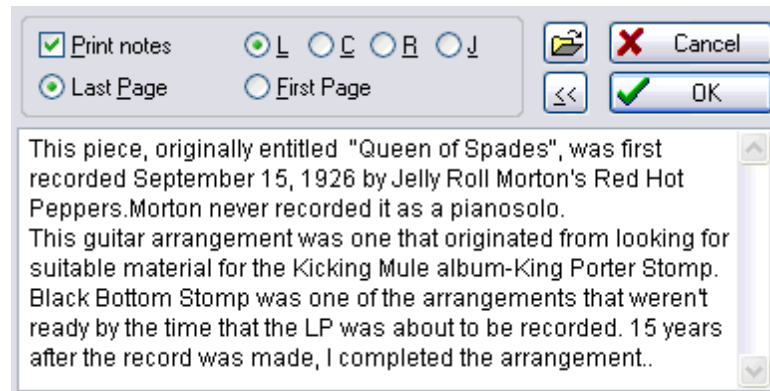 Print notes L C R J Cancel
Last Page First Page << OK
This piece, originally entitled "Queen of Spades", was first
recorded September 15, 1926 by Jelly Roll Morton's Red Hot
Peppers.Morton never recorded it as a pianosolo.
This guitar arrangement was one that originated from looking for
suitable material for the Kicking Mule album-King Porter Stomp.
Black Bottom Stomp was one of the arrangements that weren't
ready by the time that the LP was about to be recorded. 15 years
after the record was made, I completed the arrangement..